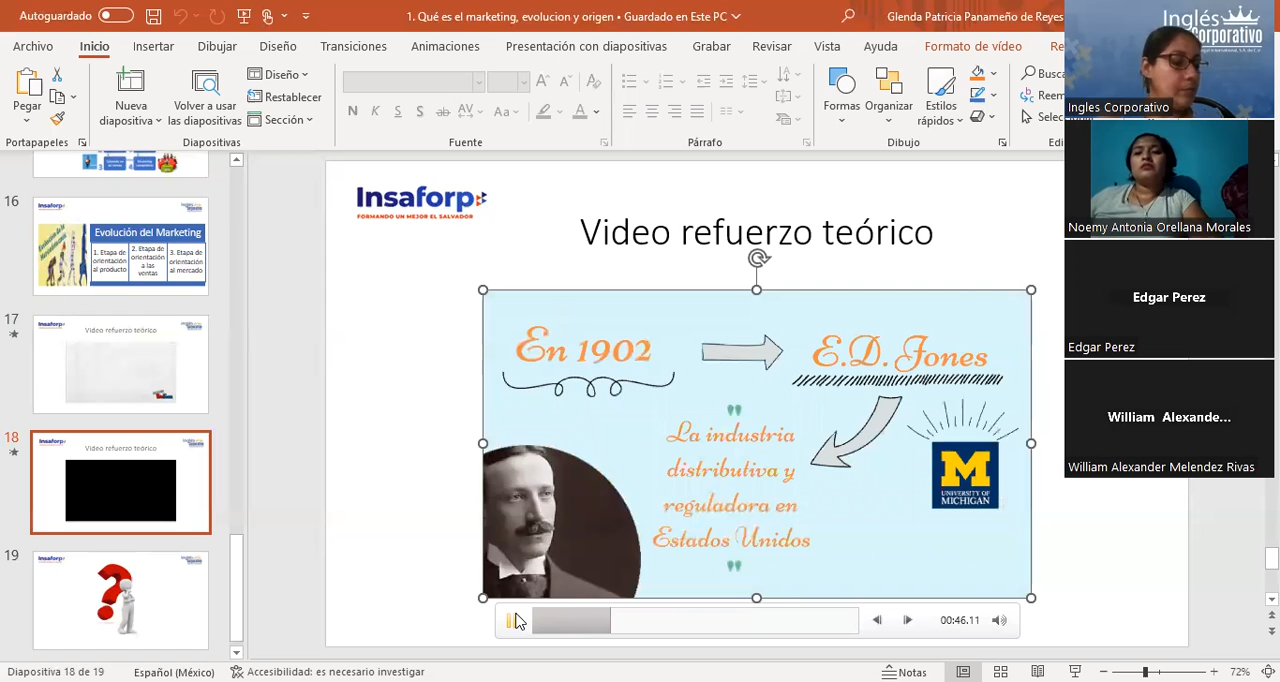 Autoguardado
1. Qué es el marketing, evolucion y origen • Guardado en Este PC
Glenda Patricia Panameño de Reyes
Archivo Inicio Insertar Dibujar Diseño Transiciones Animaciones Presentación con diapositivas Grabar Revisar Vista Ayuda Formato de vídeo
Pegar
Nueva
diapositiva
Volver a usar
las diapositivas
Diseño
Restablecer
Sección
N K S S ab AV Aa A
Formas
Organizar
Estilos
rápidos
Portapapeles Diapositivas Fuente Párrafo Dibujo
Inglés
Corporativo
Ingles Corporativo
Noemy Antonia Orellana Morales
Edgar Perez
Edgar Perez
William Alexande...
William Alexander Melendez Rivas
16
Insaforp
Evolución del Marketing
1. Etapa de
orientación
al producto
2. Etapa de
orientación
a las
ventas
3. Etapa de
orientación
al mercado
17
Insaforp
Video refuerzo teórico
18
Insaforp
Video refuerzo teórico
19
Insaforp
Insaforp
FORMANDO UN MEJOR EL SALVADOR
Video refuerzo teórico
En 1902
E.D. Jones
"
La industria
distributiva y
reguladora en
Estados Unidos
"
M
UNIVERSITY OF
MICHIGAN
00:46.11
Diapositiva 18 de 19
Español (México)
Accesibilidad: es necesario investigar
Notas
72%